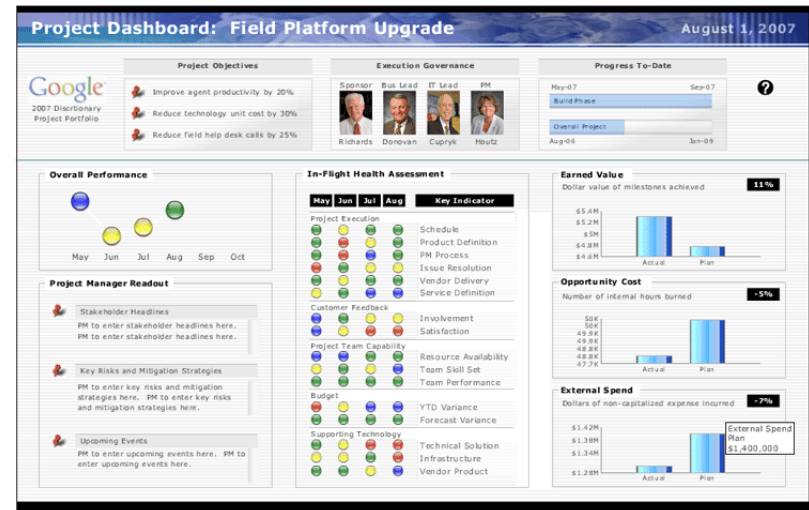 Project Dashboard: Field Platform Upgrade
August 1, 2007
Google
2007 Discrtionary
Project Portfolio
Project Objectives
Improve agent productivity by 20%
Reduce technology unit cost by 30%
Reduce field help desk calls by 25%
Execution Governance
Sponsor Bus Lead IT Lead PM
Richards Donovan Cupryk Houtz
Progress To-Date
May-07 Sep-07
Build Phase
Overall Project
Aug-06 Jan-09
?
Overall Performance
May Jun Jul Aug Sep Oct
Project Manager Readout
Stakeholder Headlines
PM to enter stakeholder headlines here.
PM to enter stakeholder headlines here.
Key Risks and Mitigation Strategies
PM to enter key risks and mitigation
strategies here. PM to enter key risks
and mitigation strategies here.
Upcoming Events
PM to enter upcoming events here. PM to
enter upcoming events here.
In-Flight Health Assessment
May Jun Jul Aug Key Indicator
Project Execution
Schedule
Product Definition
PM Process
Issue Resolution
Vendor Delivery
Service Definition
Customer Feedback
Involvement
Satisfaction
Project Team Capability
Resource Availability
Team Skill Set
Team Performance
Budget
YTD Variance
Forecast Variance
Supporting Technology
Technical Solution
Infrastructure
Vendor Product
Earned Value
11%
Dollar value of milestones achieved
$5.4M
$5.2M
$5M
$4.8M
$4.6M
Actual Plan
Opportunity Cost
-5%
Number of internal hours burned
50K
50K
49.9K
49.9K
48.8K
48.8K
47.7K
Actual Plan
External Spend
-7%
Dollars of non-capitalized expense incurred
$1.42M
$1.38M
$1.34M
$1.28M
Actual Plan
External Spend
Plan
$1,400,000